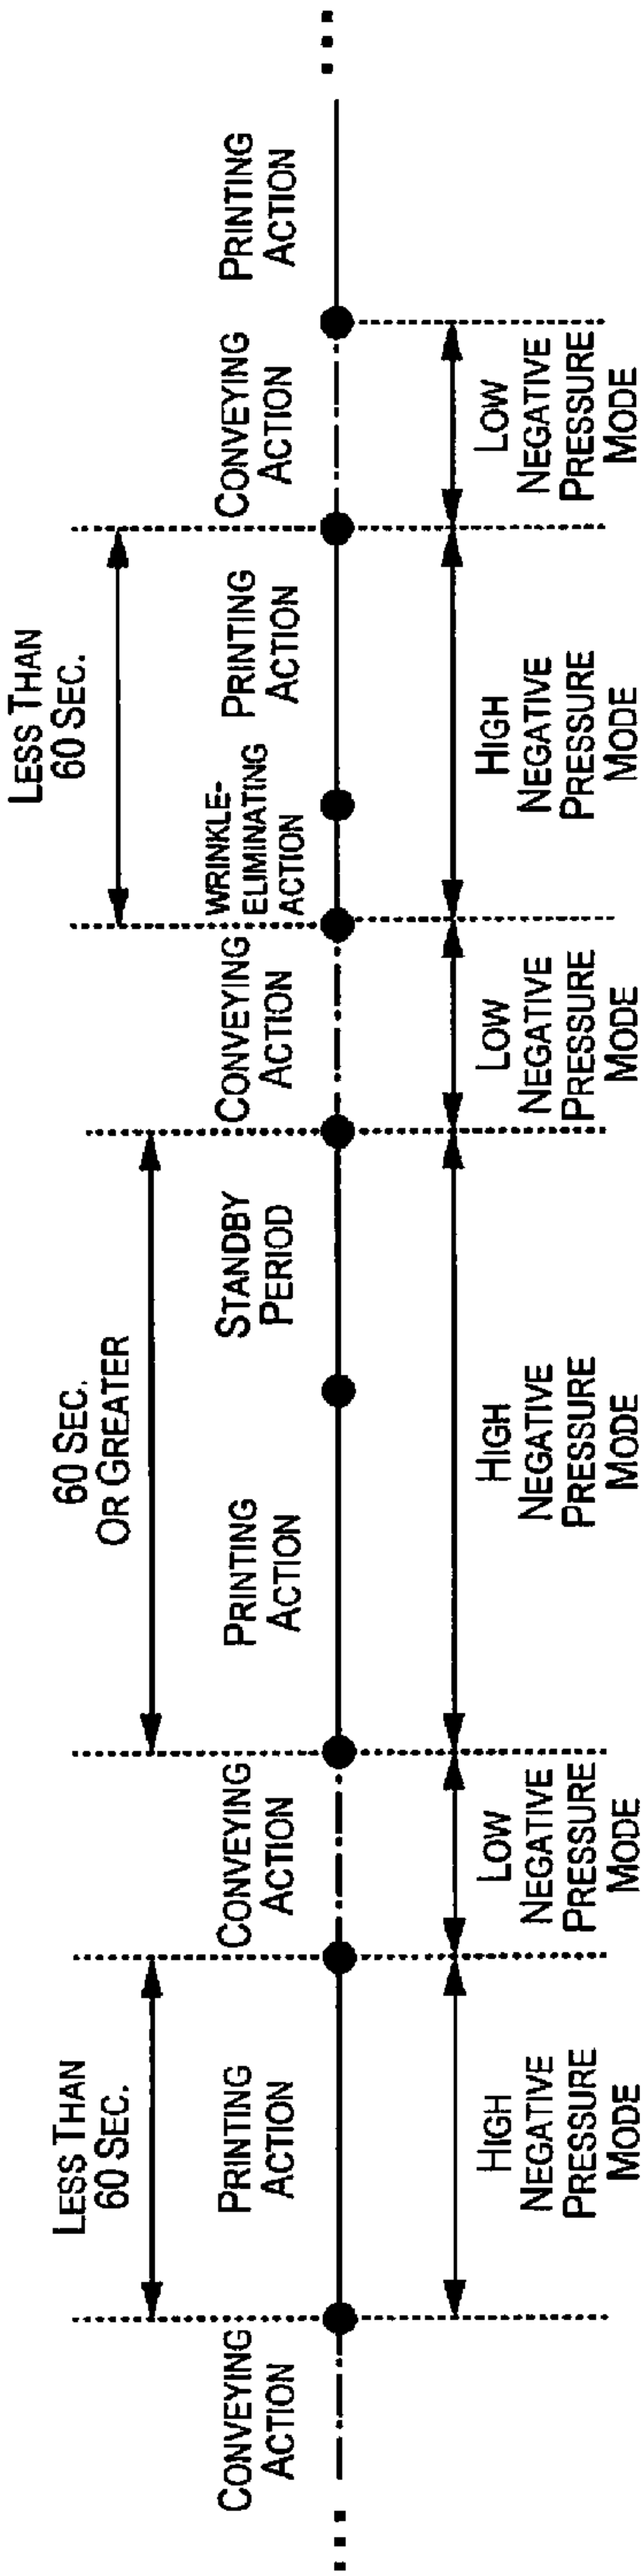 LESS THAN
60 SEC.
60 SEC.
OR GREATER
LESS THAN
60 SEC.
CONVEYING
ACTION
PRINTING
ACTION
CONVEYING
ACTION
PRINTING
ACTION
STANDBY
PERIOD
CONVEYING
ACTION
WRINKLE-
ELIMINATING
ACTION
PRINTING
ACTION
CONVEYING
ACTION
PRINTING
ACTION
HIGH
NEGATIVE
PRESSURE
MODE
LOW
NEGATIVE
PRESSURE
MODE
HIGH
NEGATIVE
PRESSURE
MODE
LOW
NEGATIVE
PRESSURE
MODE
HIGH
NEGATIVE
PRESSURE
MODE
LOW
NEGATIVE
PRESSURE
MODE